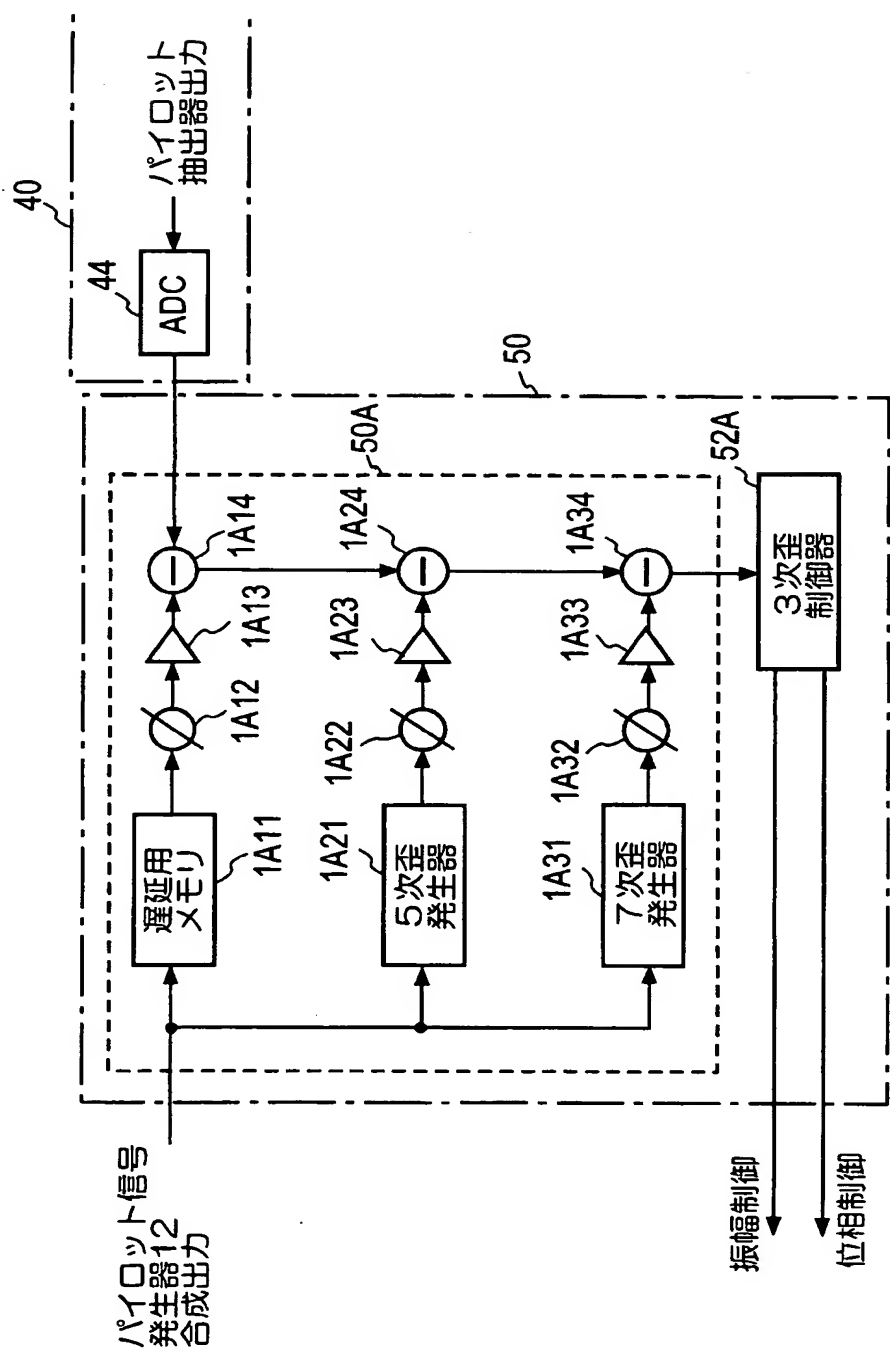 40
パイロット
抽出器出力
44
ADC
50
50A
52A
パイロット信号
発生器12
合成出力
遅延用
メモリ
1A11
1A12
1A13
1A14
5次歪
発生器
1A21
1A22
1A23
1A24
7次歪
発生器
1A31
1A32
1A33
1A34
3次歪
制御器
振幅制御
位相制御